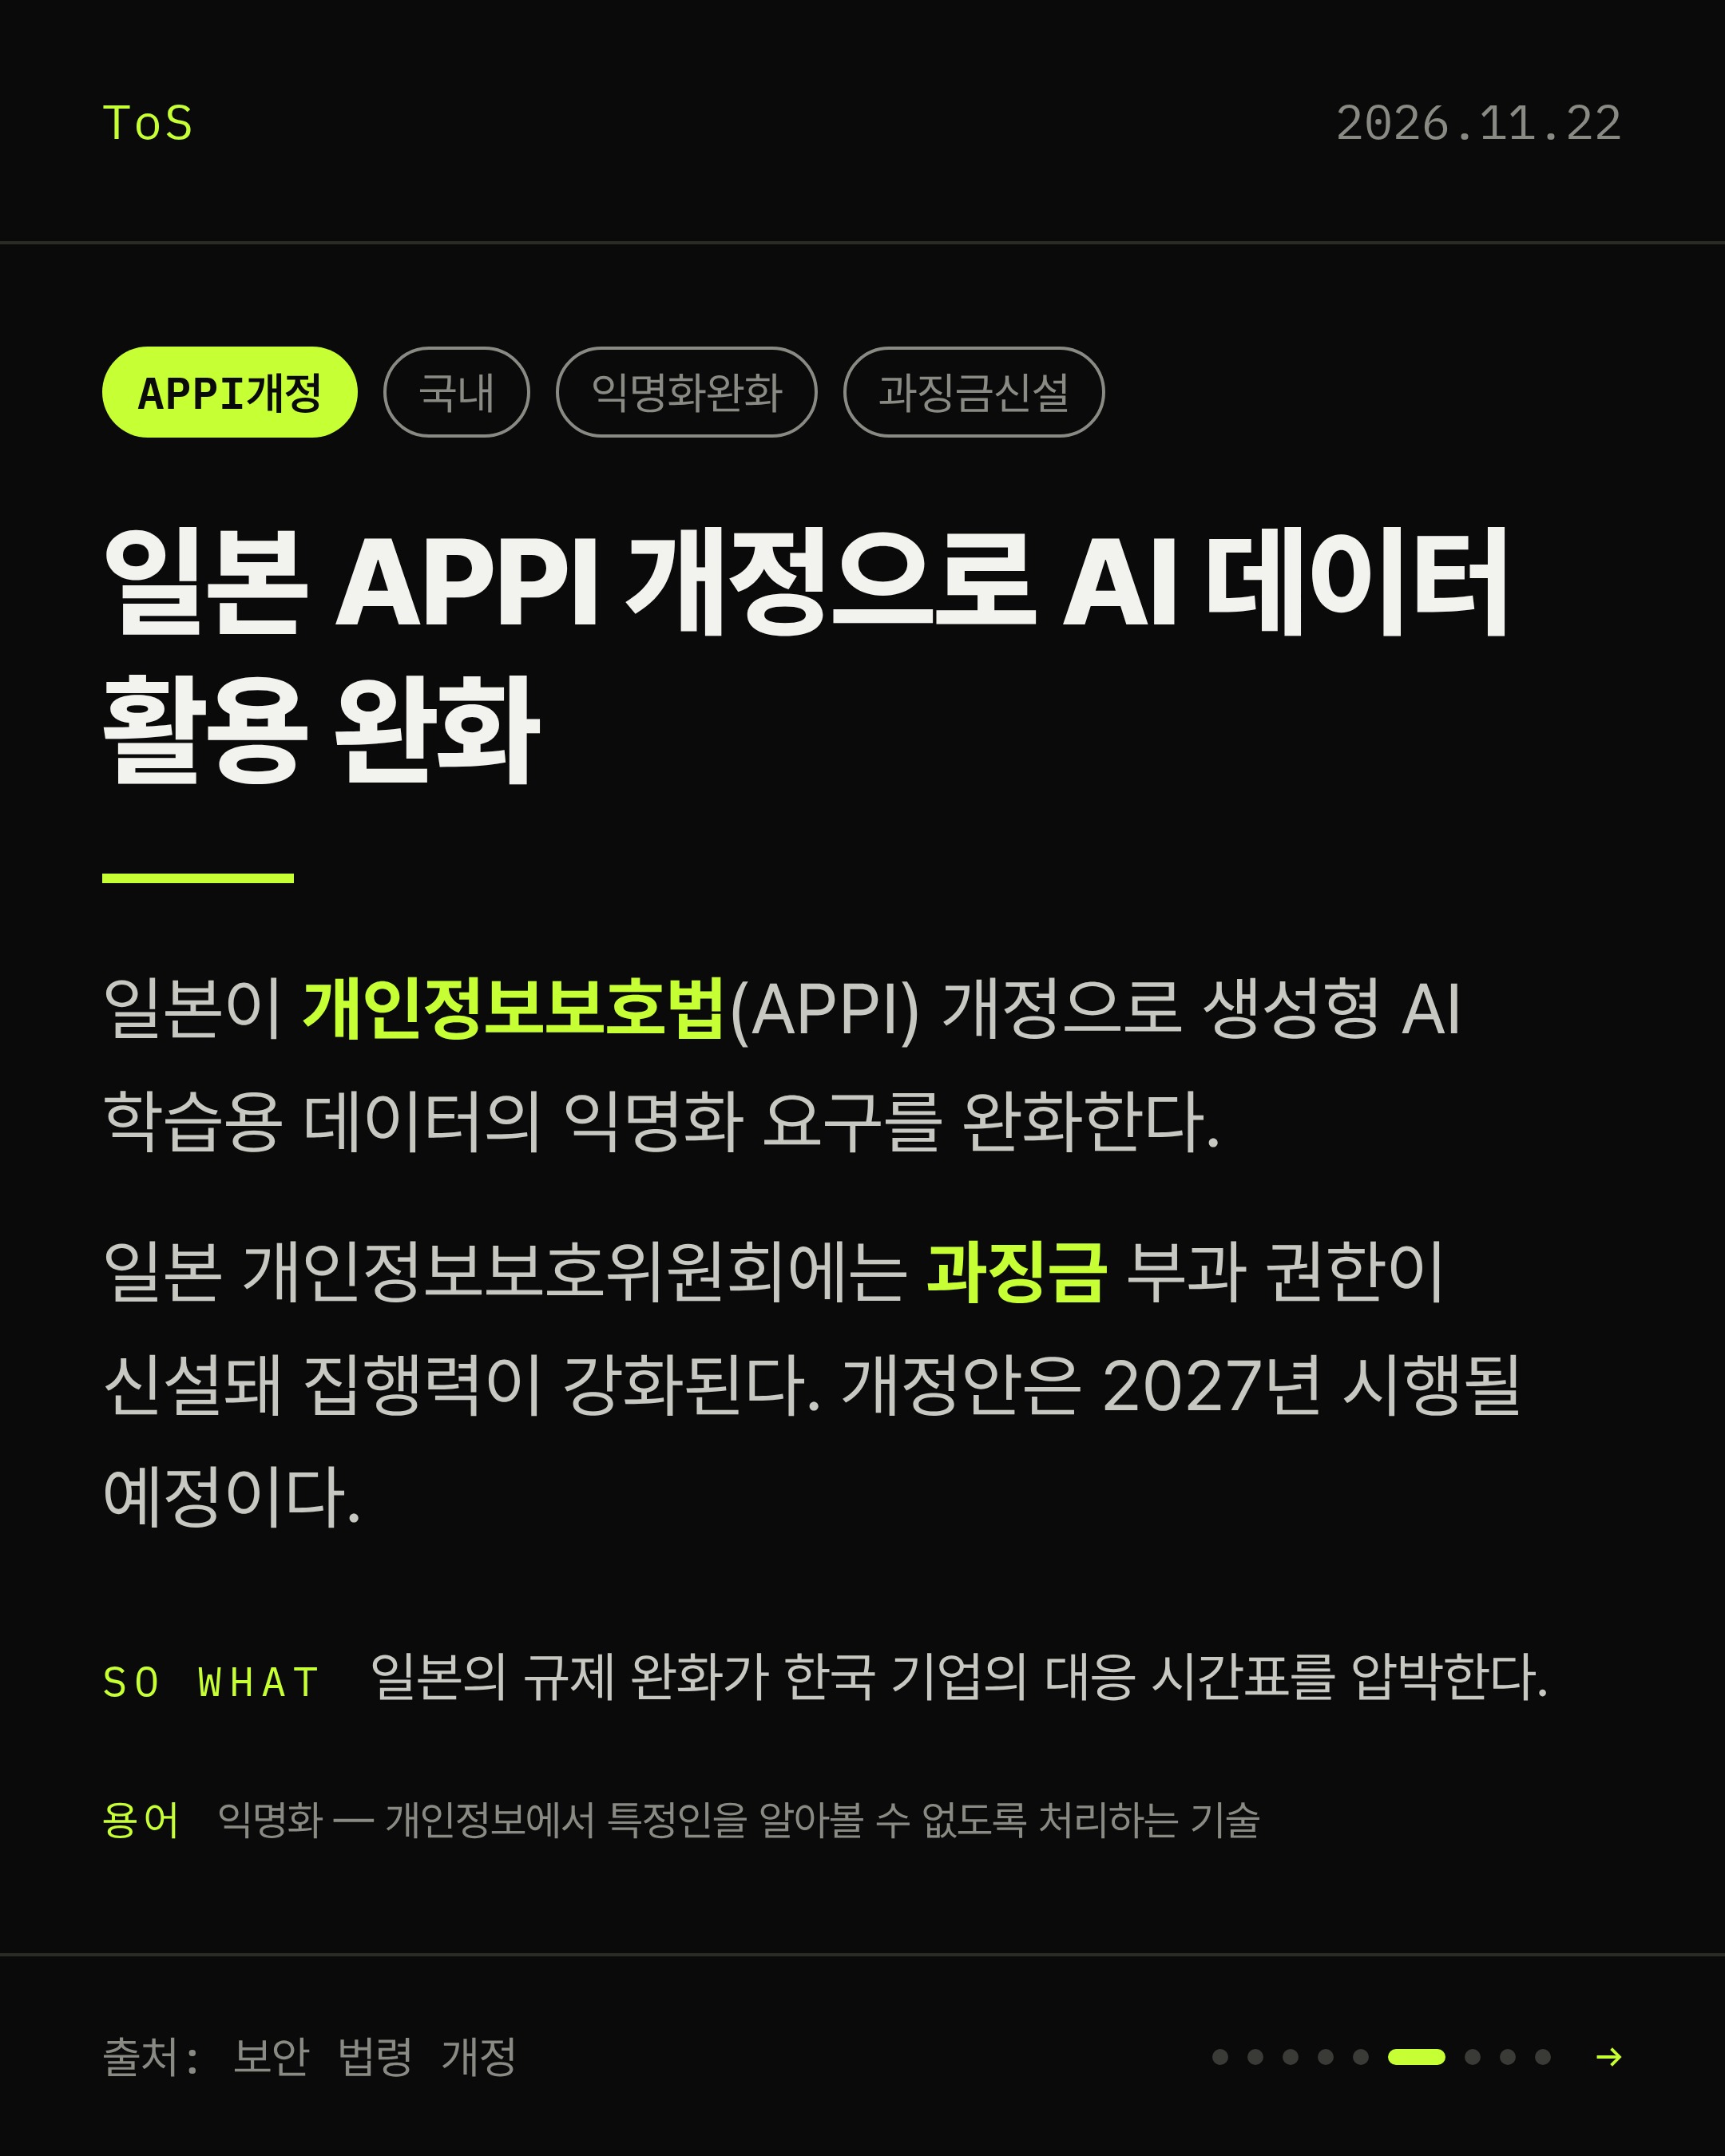 ToS
2026.11.22
APPI개정 국내 익명화완화 과징금신설
일본 APPI 개정으로 AI 데이터
활용 완화
일본이 개인정보보호법(APPI) 개정으로 생성형 AI
학습용 데이터의 익명화 요구를 완화한다.
일본 개인정보보호위원회에는 과징금 부과 권한이
신설돼 집행력이 강화된다. 개정안은 2027년 시행될
예정이다.
SO WHAT 일본의 규제 완화가 한국 기업의 대응 시간표를 압박한다.
용어 익명화 — 개인정보에서 특정인을 알아볼 수 없도록 처리하는 기술
출처: 보안 법령 개정
→